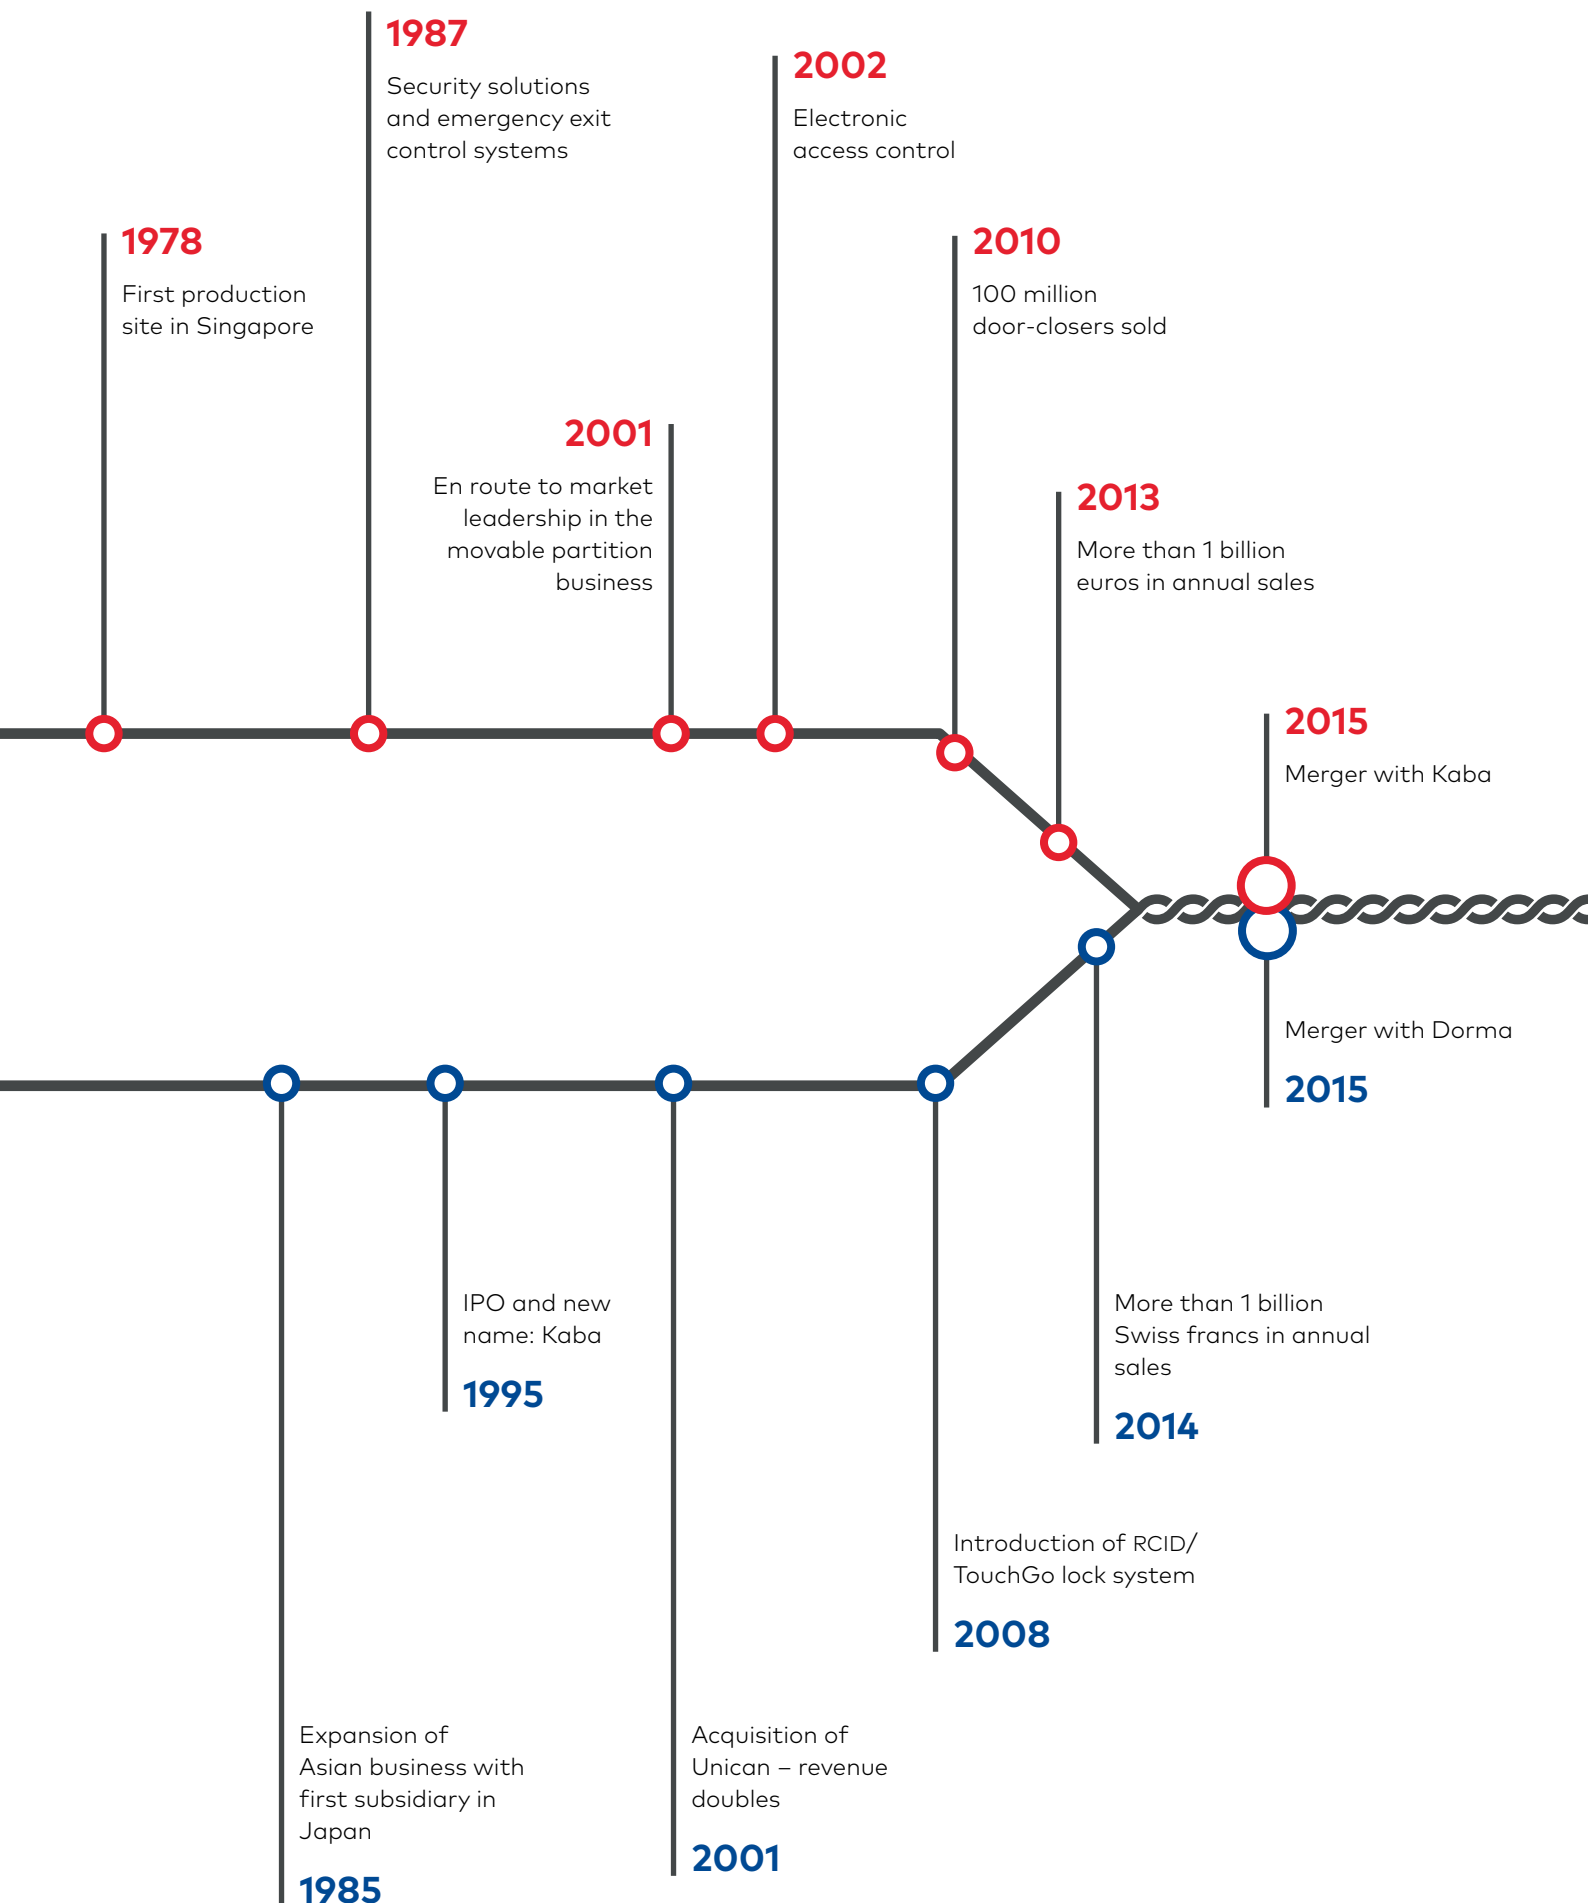 1987
Security solutions
and emergency exit
control systems
2002
Electronic
access control
1978
First production
site in Singapore
2010
100 million
door-closers sold
2001
En route to market
leadership in the
movable partition
business
2013
More than 1 billion
euros in annual sales
2015
Merger with Kaba
Merger with Dorma
2015
IPO and new
name: Kaba
1995
More than 1 billion
Swiss francs in annual
sales
2014
Introduction of RCID/
TouchGo lock system
2008
Expansion of
Asian business with
first subsidiary in
Japan
1985
Acquisition of
Unican – revenue
doubles
2001